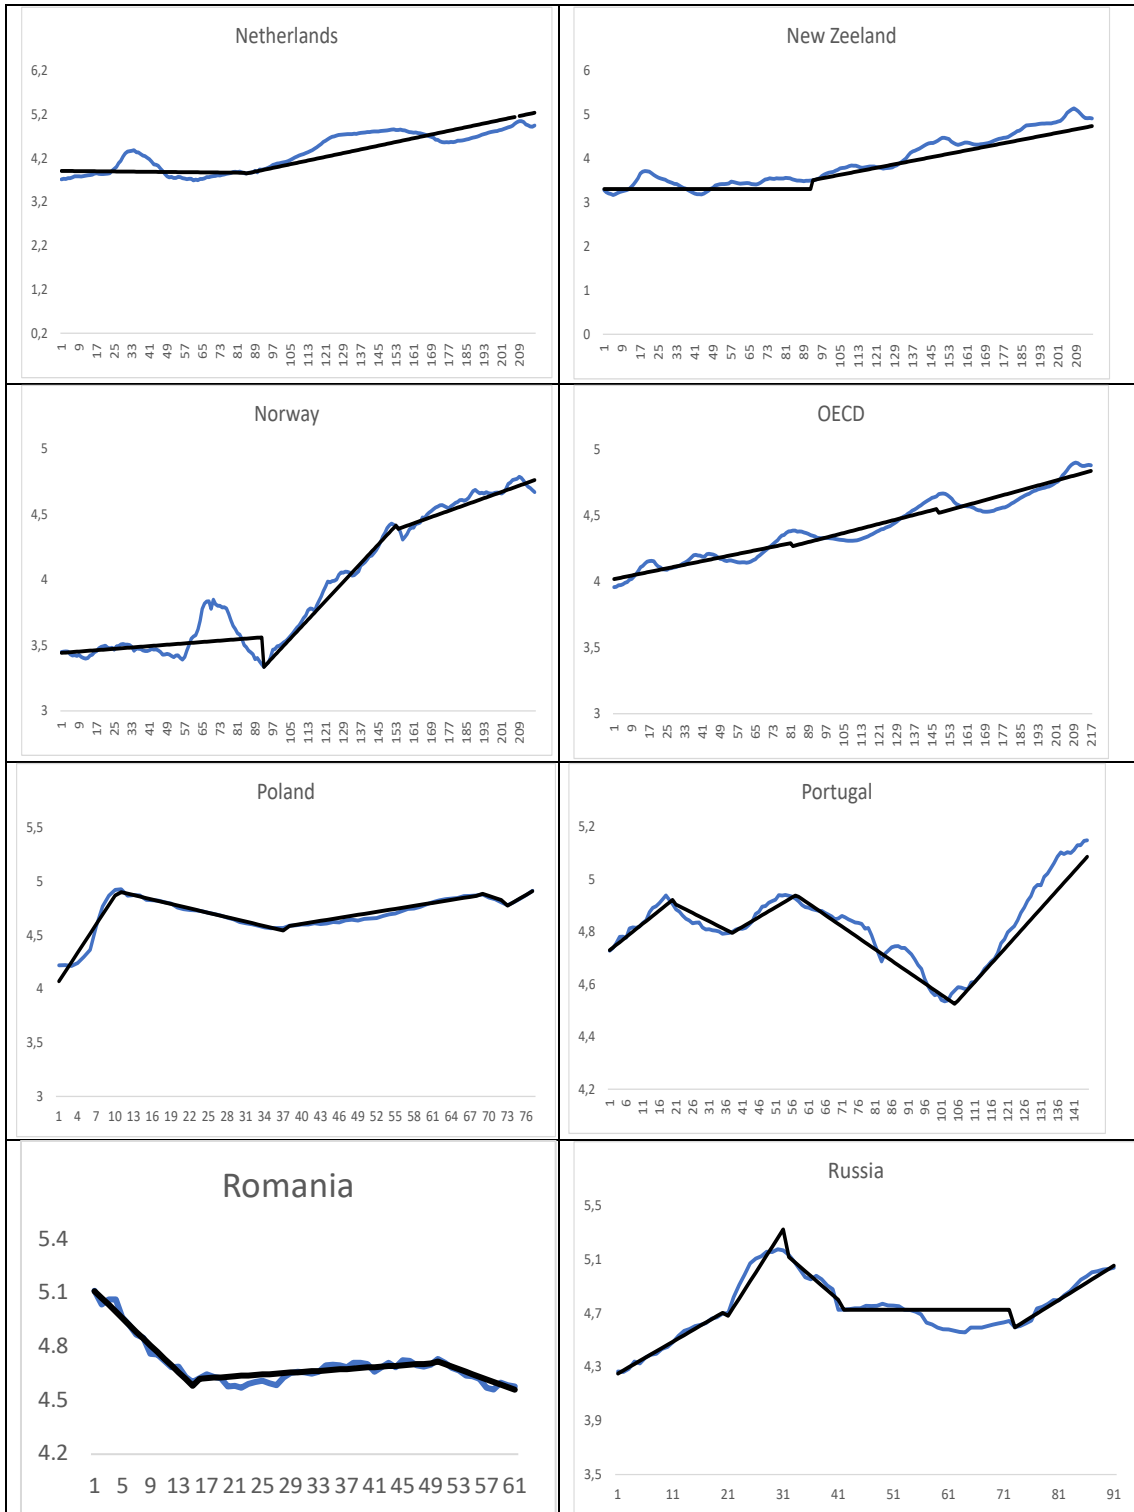 Netherlands
6,2
5,2
4,2
3,2
2,2
1,2
0,2
1 9 17 25 33 41 49 57 65 73 81 89 97 105 113 121 129 137 145 153 161 169 177 185 193 201 209
New Zeeland
6
5
4
3
2
1
0
1 9 17 25 33 41 49 57 65 73 81 89 97 105 113 121 129 137 145 153 161 169 177 185 193 201 209
Norway
5
4,5
4
3,5
3
1 9 17 25 33 41 49 57 65 73 81 89 97 105 113 121 129 137 145 153 161 169 177 185 193 201 209
OECD
5
4,5
4
3,5
3
1 9 17 25 33 41 49 57 65 73 81 89 97 105 113 121 129 137 145 153 161 169 177 185 193 201 209 217
Poland
5,5
5
4,5
4
3,5
3
1 4 7 10 13 16 19 22 25 28 31 34 37 40 43 46 49 52 55 58 61 64 67 70 73 76
Portugal
5,2
5
4,8
4,6
4,4
4,2
1 6 11 16 21 26 31 36 41 46 51 56 61 66 71 76 81 86 91 96 101 106 111 116 121 126 131 136 141
Romania
5.4
5.1
4.8
4.5
4.2
1 5 9 13 17 21 25 29 33 37 41 45 49 53 57 61
Russia
5,5
5,1
4,7
4,3
3,9
3,5
1 11 21 31 41 51 61 71 81 91